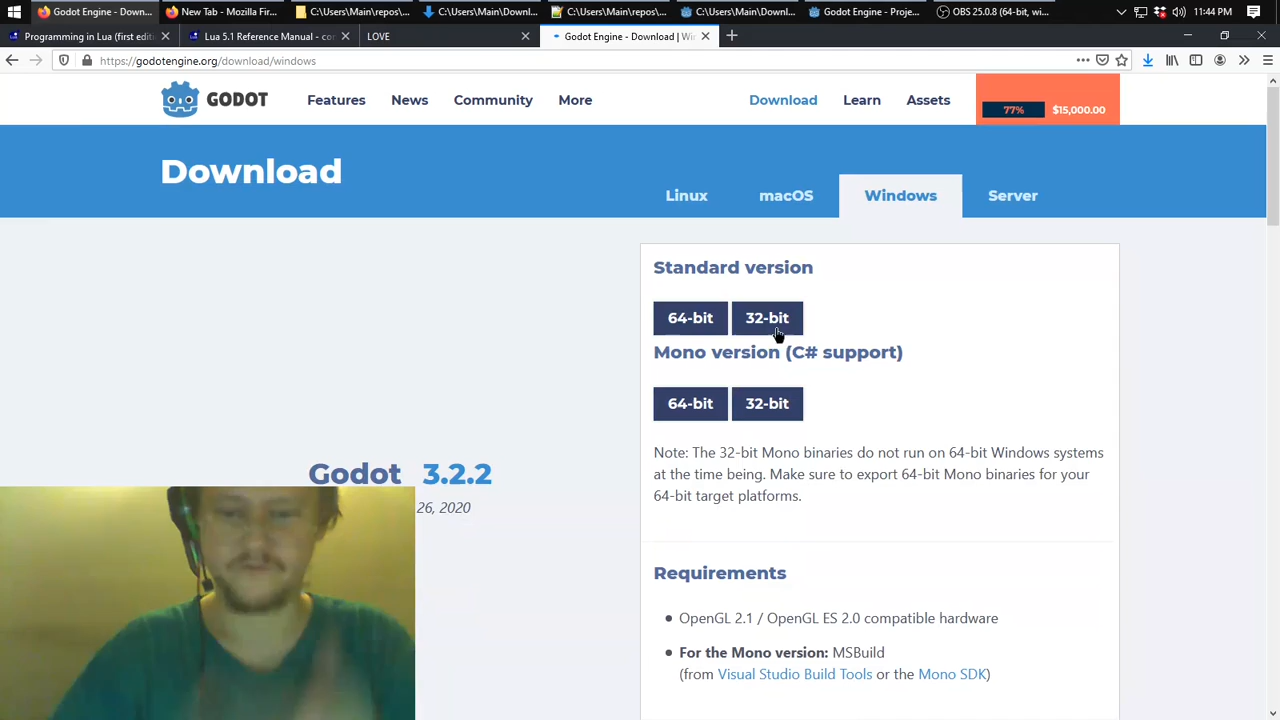 Godot Engine - Down...
New Tab - Mozilla Fir...
C:\Users\Main\repos\...
C:\Users\Main\Downl...
C:\Users\Main\repos\...
C:\Users\Main\Downl...
Godot Engine - Proje...
OBS 25.0.8 (64-bit, wi...
11:44 PM
Programming in Lua (first editi
Lua 5.1 Reference Manual - con
LOVE
Godot Engine - Download | Win
https://godotengine.org/download/windows
GODOT
Features
News
Community
More
Download
Learn
Assets
77%
$15,000.00
Download
Linux
macOS
Windows
Server
Standard version
64-bit
32-bit
Mono version (C# support)
64-bit
32-bit
Note: The 32-bit Mono binaries do not run on 64-bit Windows systems
at the time being. Make sure to export 64-bit Mono binaries for your
64-bit target platforms.
Godot 3.2.2
26, 2020
Requirements
OpenGL 2.1 / OpenGL ES 2.0 compatible hardware
For the Mono version: MSBuild
(from Visual Studio Build Tools or the Mono SDK)